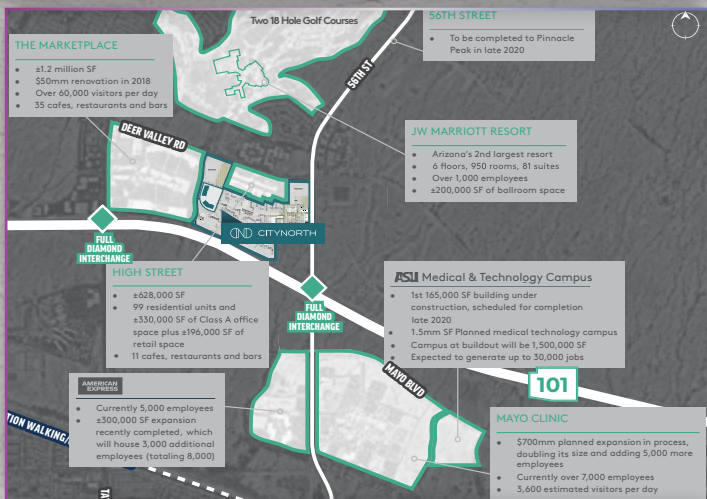 Two 18 Hole Golf Courses
56TH STREET
• To be completed to Pinnacle
Peak in late 2020
THE MARKETPLACE
• ±1.2 million SF
• $50mm renovation in 2018
• Over 60,000 visitors per day
• 35 cafes, restaurants and bars
56TH ST
DEER VALLEY RD
JW MARRIOTT RESORT
• Arizona's 2nd largest resort
• 6 floors, 950 rooms, 81 suites
• Over 1,000 employees
• ±200,000 SF of ballroom space
CITYNORTH
FULL
DIAMOND
INTERCHANGE
HIGH STREET
• ±628,000 SF
• 99 residential units and
±330,000 SF of Class A office
space plus ±196,000 SF of
retail space
• 11 cafes, restaurants and bars
FULL
DIAMOND
INTERCHANGE
ASU Medical & Technology Campus
• 1st 165,000 SF building under
construction, scheduled for completion
late 2020
• 1.5mm SF Planned medical technology campus
• Campus at buildout will be 1,500,000 SF
• Expected to generate up to 30,000 jobs
MAYO BLVD
101
AMERICAN
EXPRESS
• Currently 5,000 employees
• ±300,000 SF expansion
recently completed, which
will house 3,000 additional
employees (totaling 8,000)
TION WALKING/
TA
MAYO CLINIC
• $700mm planned expansion in process,
doubling its size and adding 5,000 more
employees
• Currently over 7,000 employees
• 3,600 estimated visitors per day